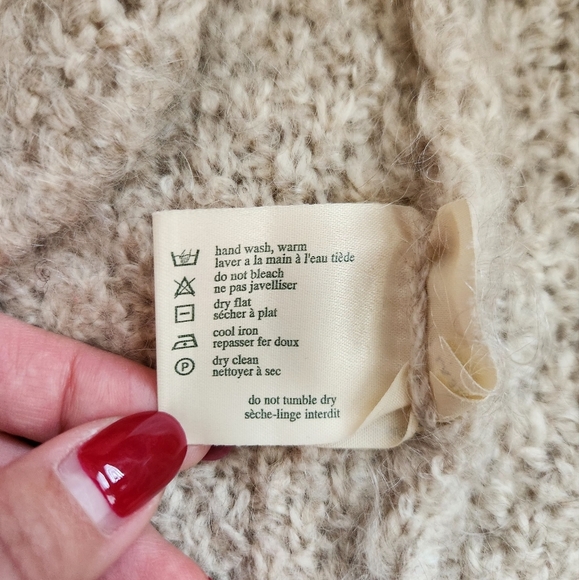 hand wash, warm
laver a la main à l'eau tiède
do not bleach
ne pas javelliser
dry flat
sécher à plat
cool iron
repasser fer doux
P
dry clean
nettoyer à sec
do not tumble dry
sèche-linge interdit